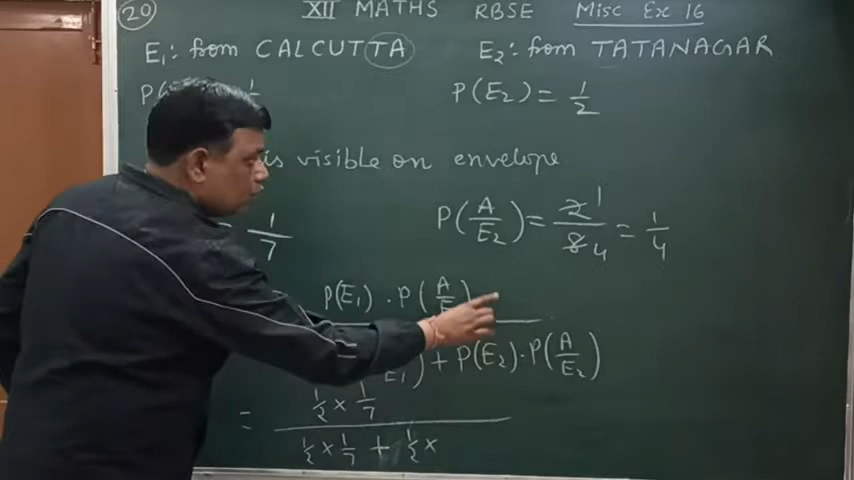 20 XII MATHS RBSE Misc Ex 16
E₁: from CALCUTTA E₂: from TATANAGAR
P(E₂) = 1/2
is visible on envelope
= 1/7 P(A/E₂) = 2/8 1/4 = 1/4
P(E₁) . P(A/E
E₁) + P(E₂) . P(A/E₂)
= 1/2 × 1/7
1/2 × 1/7 + 1/2 ×